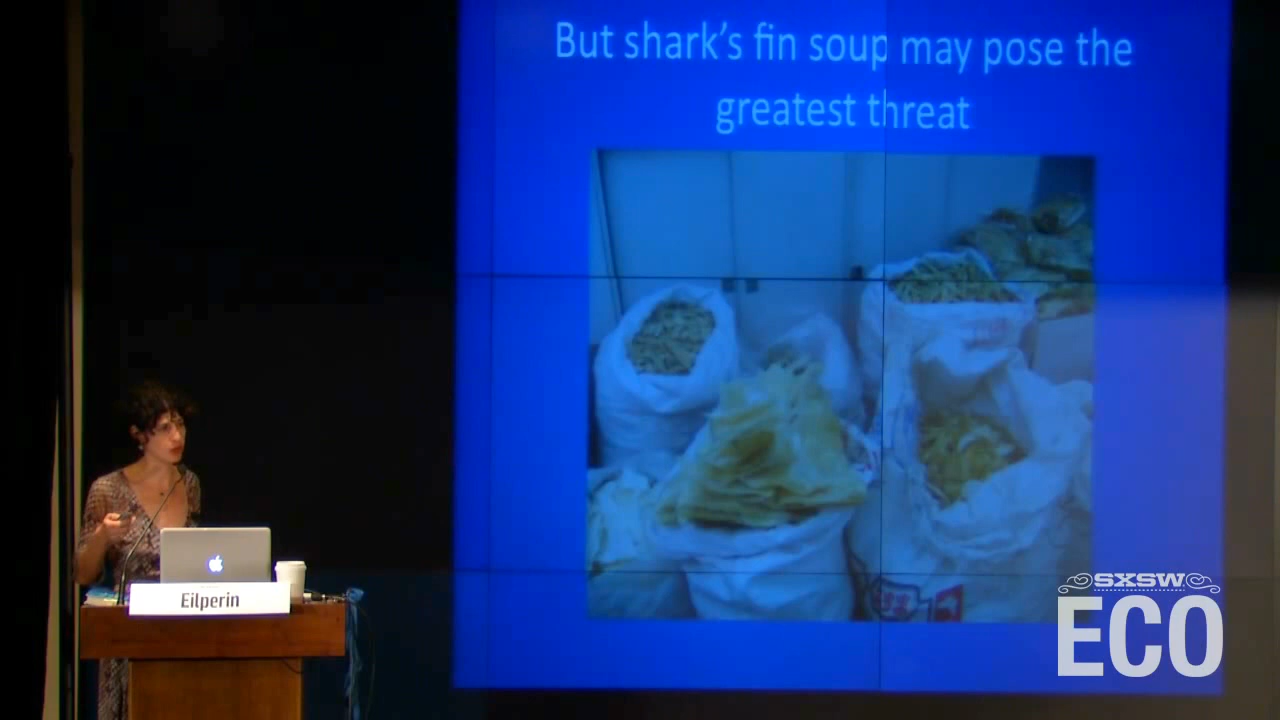 But shark's fin soup may pose the
greatest threat
Eilperin
SXSW
ECO